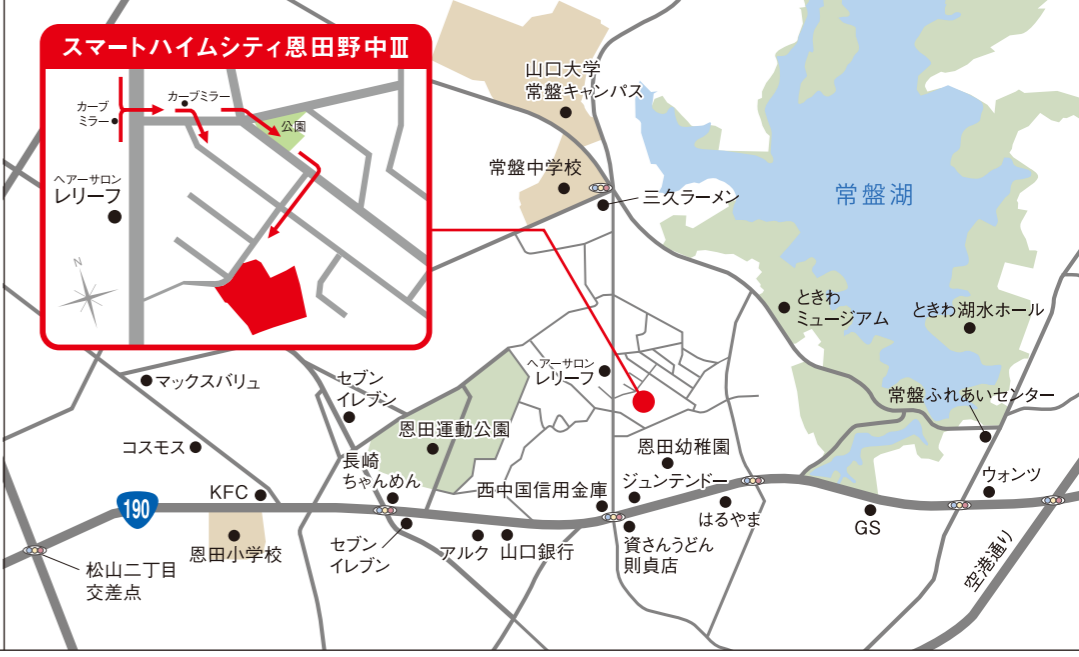 スマートハイムシティ恩田野中Ⅲ
カーブ
ミラー
カーブミラー
公園
ヘアーサロン
レリーフ
N
山口大学
常盤キャンパス
常盤中学校
三久ラーメン
常盤湖
ときわ
ミュージアム
ときわ湖水ホール
常盤ふれあいセンター
マックスバリュ
セブン
イレブン
ヘアーサロン
レリーフ
恩田運動公園
コスモス
長崎
ちゃんめん
恩田幼稚園
KFC
西中国信用金庫
ジュンテンドー
ウォンツ
190
はるやま
GS
恩田小学校
セブン
イレブン
アルク
山口銀行
資さんうどん
則貞店
松山二丁目
交差点
空港通り